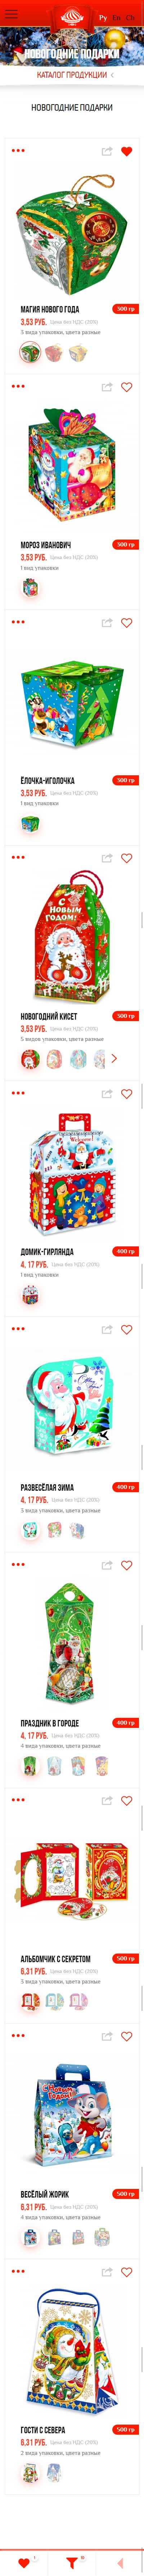 Ру En Ch
НОВОГОДНИЕ ПОДАРКИ
КАТАЛОГ ПРОДУКЦИИ
НОВОГОДНИЕ ПОДАРКИ
МАГИЯ НОВОГО ГОДА
500 гр
3,53 РУБ. Цена без НДС (20%)
3 вида упаковки, цвета разные
МОРОЗ ИВАНОВИЧ
300 гр
3,53 РУБ. Цена без НДС (20%)
1 вид упаковки
ЁЛОЧКА-ИГОЛОЧКА
300 гр
3,53 РУБ. Цена без НДС (20%)
1 вид упаковки
С НОВЫМ ГОДОМ!
НОВОГОДНИЙ КИСЕТ
300 гр
3,53 РУБ. Цена без НДС (20%)
5 видов упаковки, цвета разные
ДОМИК-ГИРЛЯНДА
400 гр
4, 17 РУБ. Цена без НДС (20%)
1 вид упаковки
РАЗВЕСЁЛАЯ ЗИМА
400 гр
4, 17 РУБ. Цена без НДС (20%)
3 вида упаковки, цвета разные
ПРАЗДНИК В ГОРОДЕ
400 гр
4, 17 РУБ. Цена без НДС (20%)
4 вида упаковки, цвета разные
АЛЬБОМЧИК С СЕКРЕТОМ
500 гр
6,31 РУБ. Цена без НДС (20%)
3 вида упаковки, цвета разные
ВЕСЁЛЫЙ ЖОРИК
500 гр
6,31 РУБ. Цена без НДС (20%)
4 вида упаковки, цвета разные
ГОСТИ С СЕВЕРА
500 гр
6,31 РУБ. Цена без НДС (20%)
2 вида упаковки, цвета разные